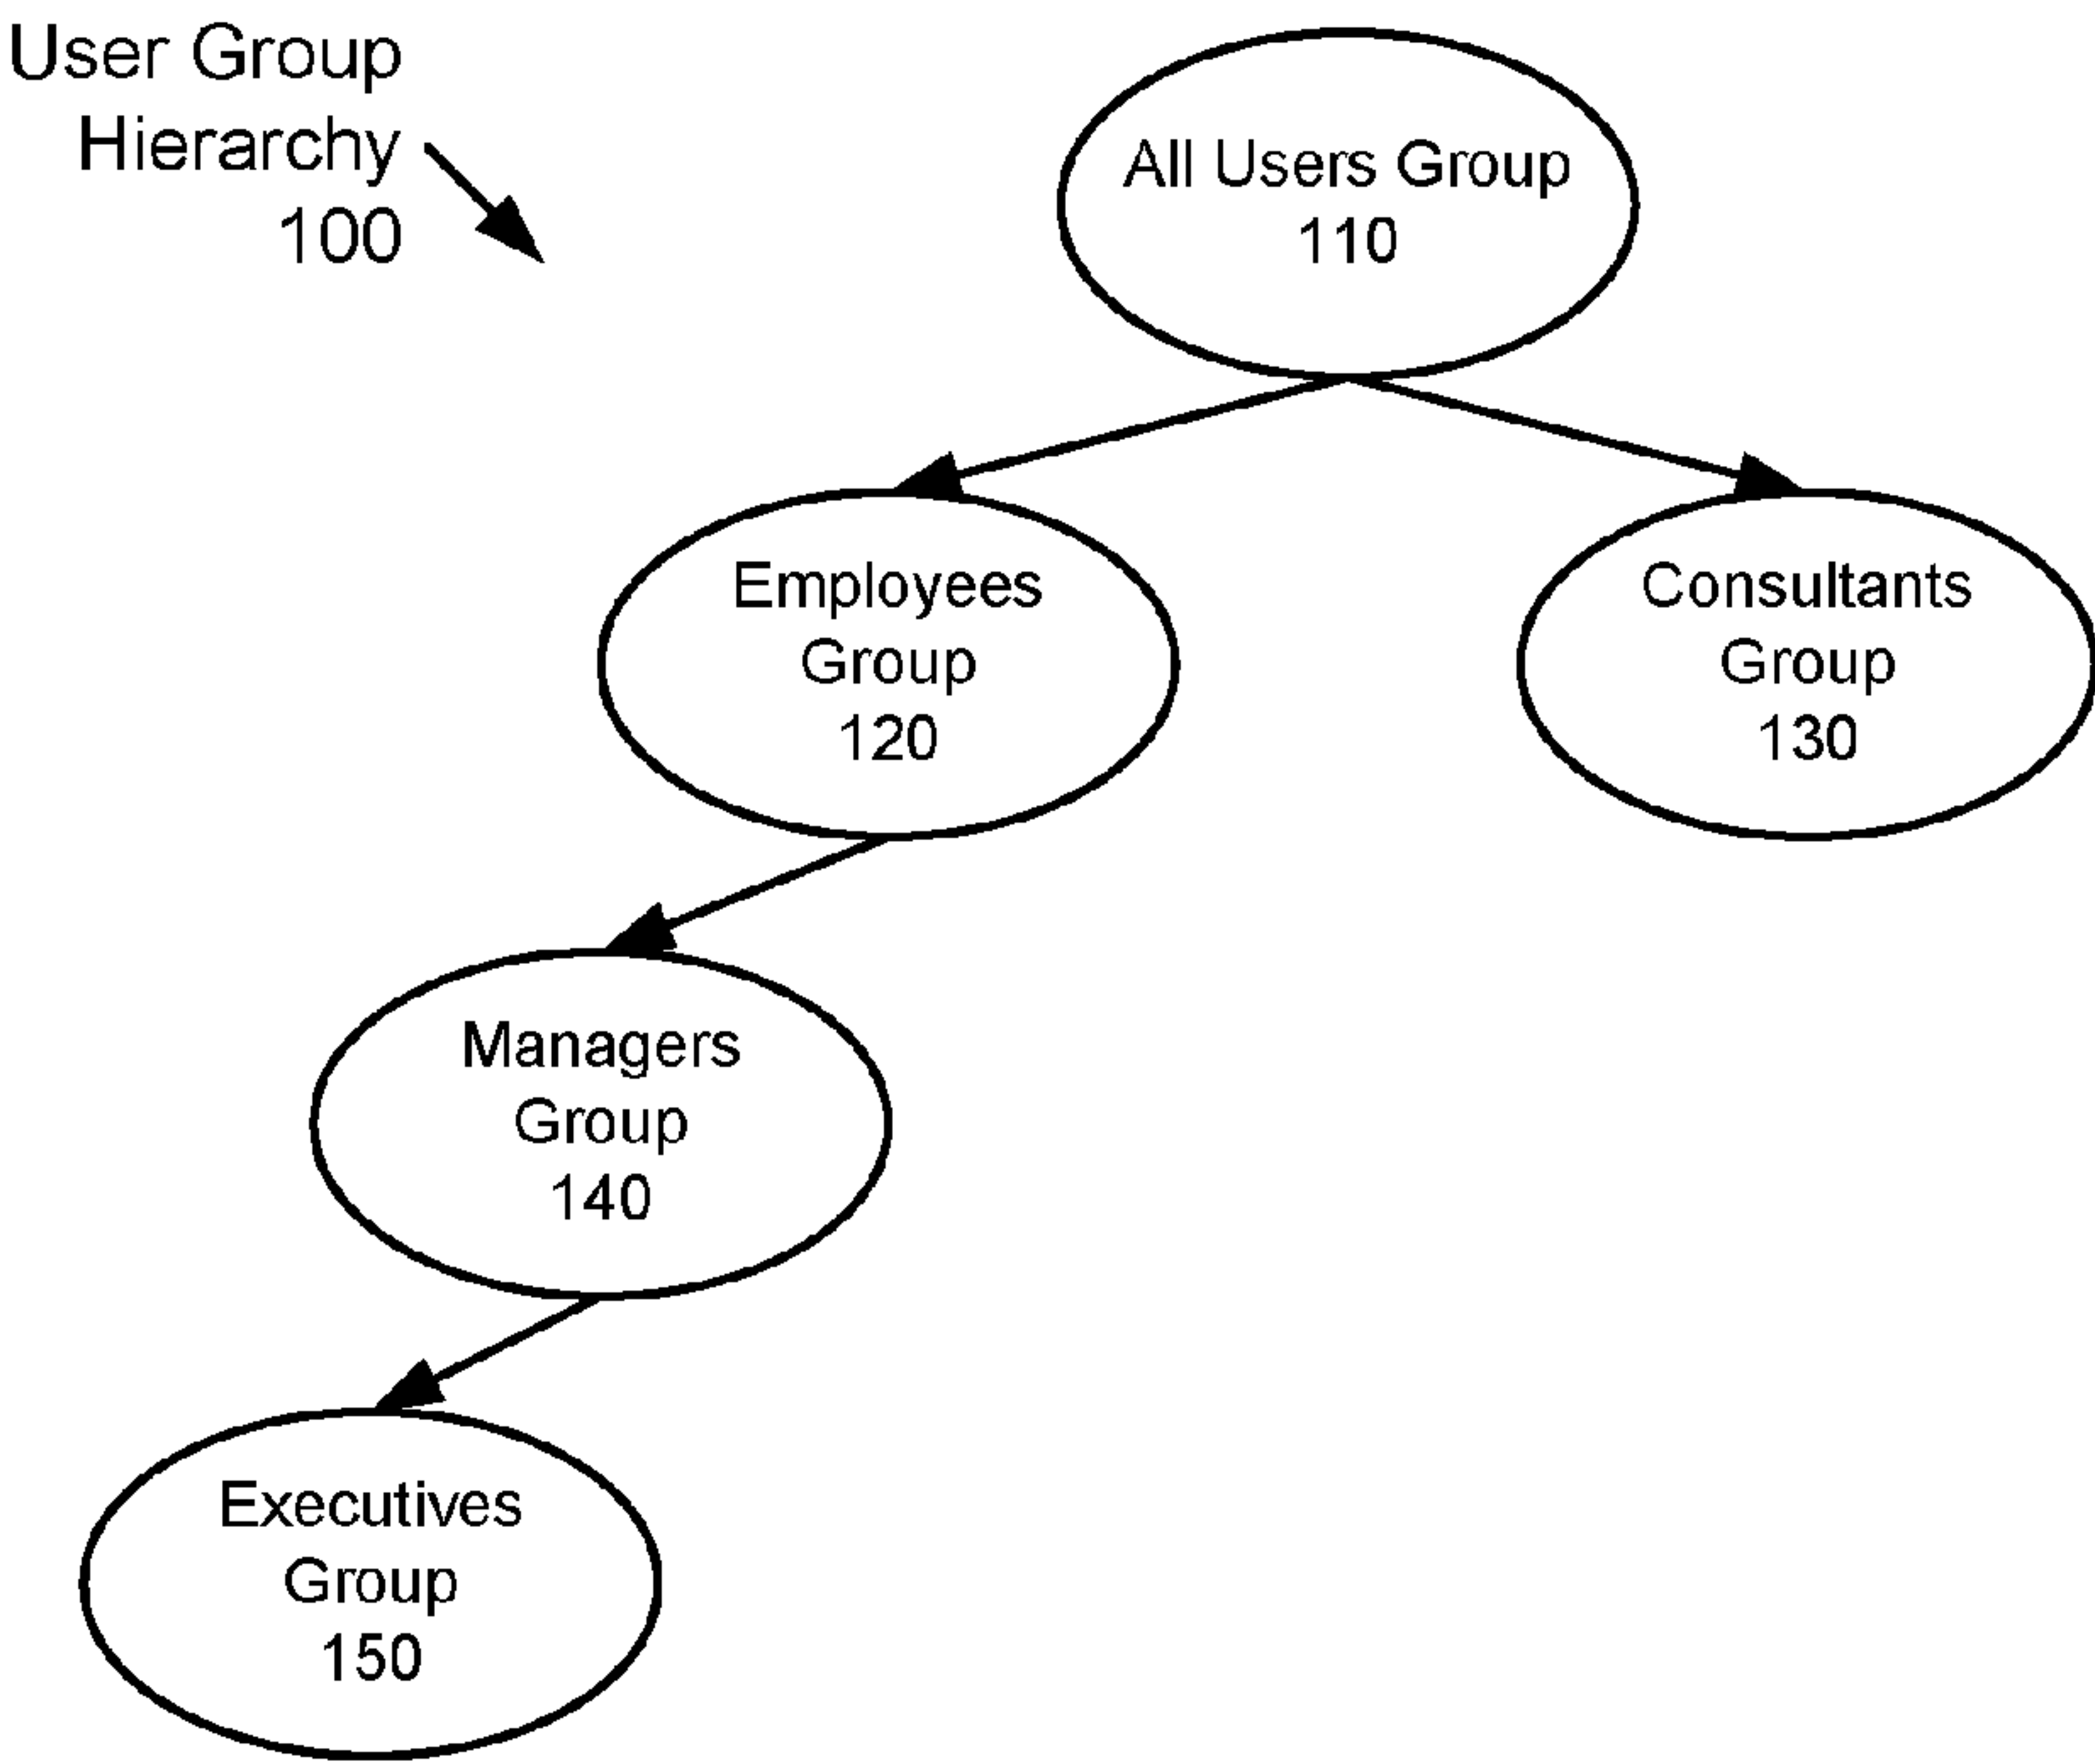 User Group
Hierarchy
100
All Users Group
110
Employees
Group
120
Consultants
Group
130
Managers
Group
140
Executives
Group
150